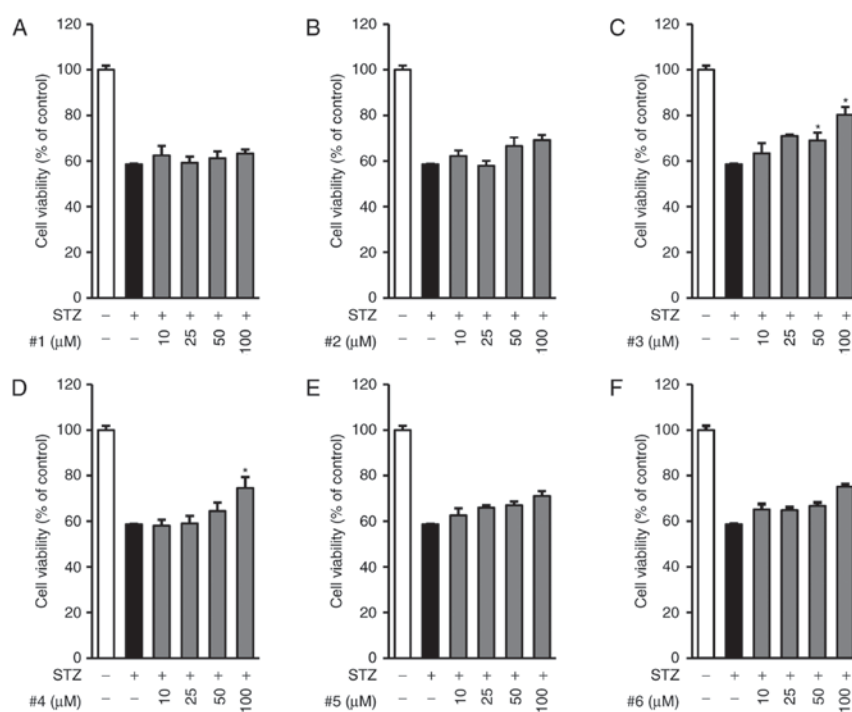 A
B
C
Cell viability (% of control)
120
100
80
60
40
20
0
STZ − + + + + +
#1 (µM) − − 10 25 50 100
Cell viability (% of control)
120
100
80
60
40
20
0
STZ − + + + + +
#2 (µM) − − 10 25 50 100
Cell viability (% of control)
120
100
80
60
40
20
0
* *
STZ − + + + + +
#3 (µM) − − 10 25 50 100
D
E
F
Cell viability (% of control)
120
100
80
60
40
20
0
*
STZ − + + + + +
#4 (µM) − − 10 25 50 100
Cell viability (% of control)
120
100
80
60
40
20
0
STZ − + + + + +
#5 (µM) − − 10 25 50 100
Cell viability (% of control)
120
100
80
60
40
20
0
STZ − + + + + +
#6 (µM) − − 10 25 50 100